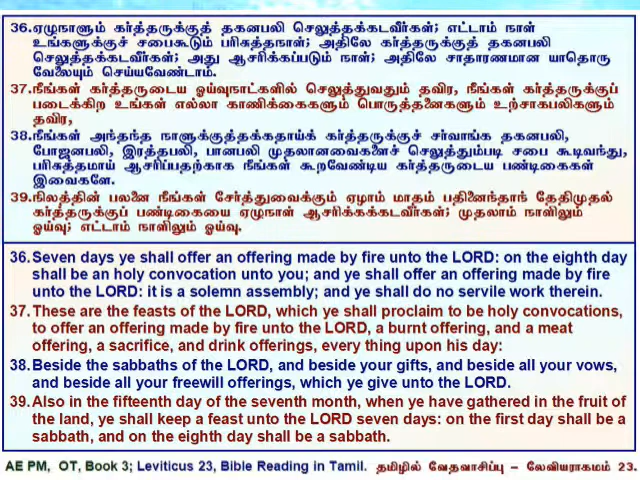 36.ஏழுநாளும் கர்த்தருக்குத் தகனபலி செலுத்தக்கடவீர்கள்; எட்டாம் நாள்
உங்களுக்குச் சபைகூடும் பரிசுத்தநாள்; அதிலே கர்த்தருக்குத் தகனபலி
செலுத்தக்கடவீர்கள்; அது ஆசரிக்கப்படும் நாள்; அதிலே சாதாரணமான யாதொரு
வேலையும் செய்யவேண்டாம்.
37.நீங்கள் கர்த்தருடைய ஓய்வுநாட்களில் செலுத்துவதும் தவிர, நீங்கள் கர்த்தருக்குப்
படைக்கிற உங்கள் எல்லா காணிக்கைகளும் பொருத்தனைகளும் உற்சாகபலிகளும்
தவிர,
38.நீங்கள் அந்தந்த நாளுக்குத்தக்கதாய்க் கர்த்தருக்குச் சர்வாங்க தகனபலி,
போஜனபலி, இரத்தபலி, பானபலி முதலானவைகளைச் செலுத்தும்படி சபை கூடிவந்து,
பரிசுத்தமாய் ஆசரிப்பதற்காக நீங்கள் கூறவேண்டிய கர்த்தருடைய பண்டிகைகள்
இவைகளே.
39.நிலத்தின் பலனை நீங்கள் சேர்த்துவைக்கும் ஏழாம் மாதம் பதினைந்தாந் தேதிமுதல்
கர்த்தருக்குப் பண்டிகையை ஏழுநாள் ஆசரிக்கக்கடவீர்கள்; முதலாம் நாளிலும்
ஓய்வு; எட்டாம் நாளிலும் ஓய்வு.
36.Seven days ye shall offer an offering made by fire unto the LORD: on the eighth day
shall be an holy convocation unto you; and ye shall offer an offering made by fire
unto the LORD: it is a solemn assembly; and ye shall do no servile work therein.
37.These are the feasts of the LORD, which ye shall proclaim to be holy convocations,
to offer an offering made by fire unto the LORD, a burnt offering, and a meat
offering, a sacrifice, and drink offerings, every thing upon his day:
38.Beside the sabbaths of the LORD, and beside your gifts, and beside all your vows,
and beside all your freewill offerings, which ye give unto the LORD.
39.Also in the fifteenth day of the seventh month, when ye have gathered in the fruit of
the land, ye shall keep a feast unto the LORD seven days: on the first day shall be a
sabbath, and on the eighth day shall be a sabbath.
AE PM, OT, Book 3; Leviticus 23, Bible Reading in Tamil. தமிழில் வேதவாசிப்பு – லேவியராகமம் 23.